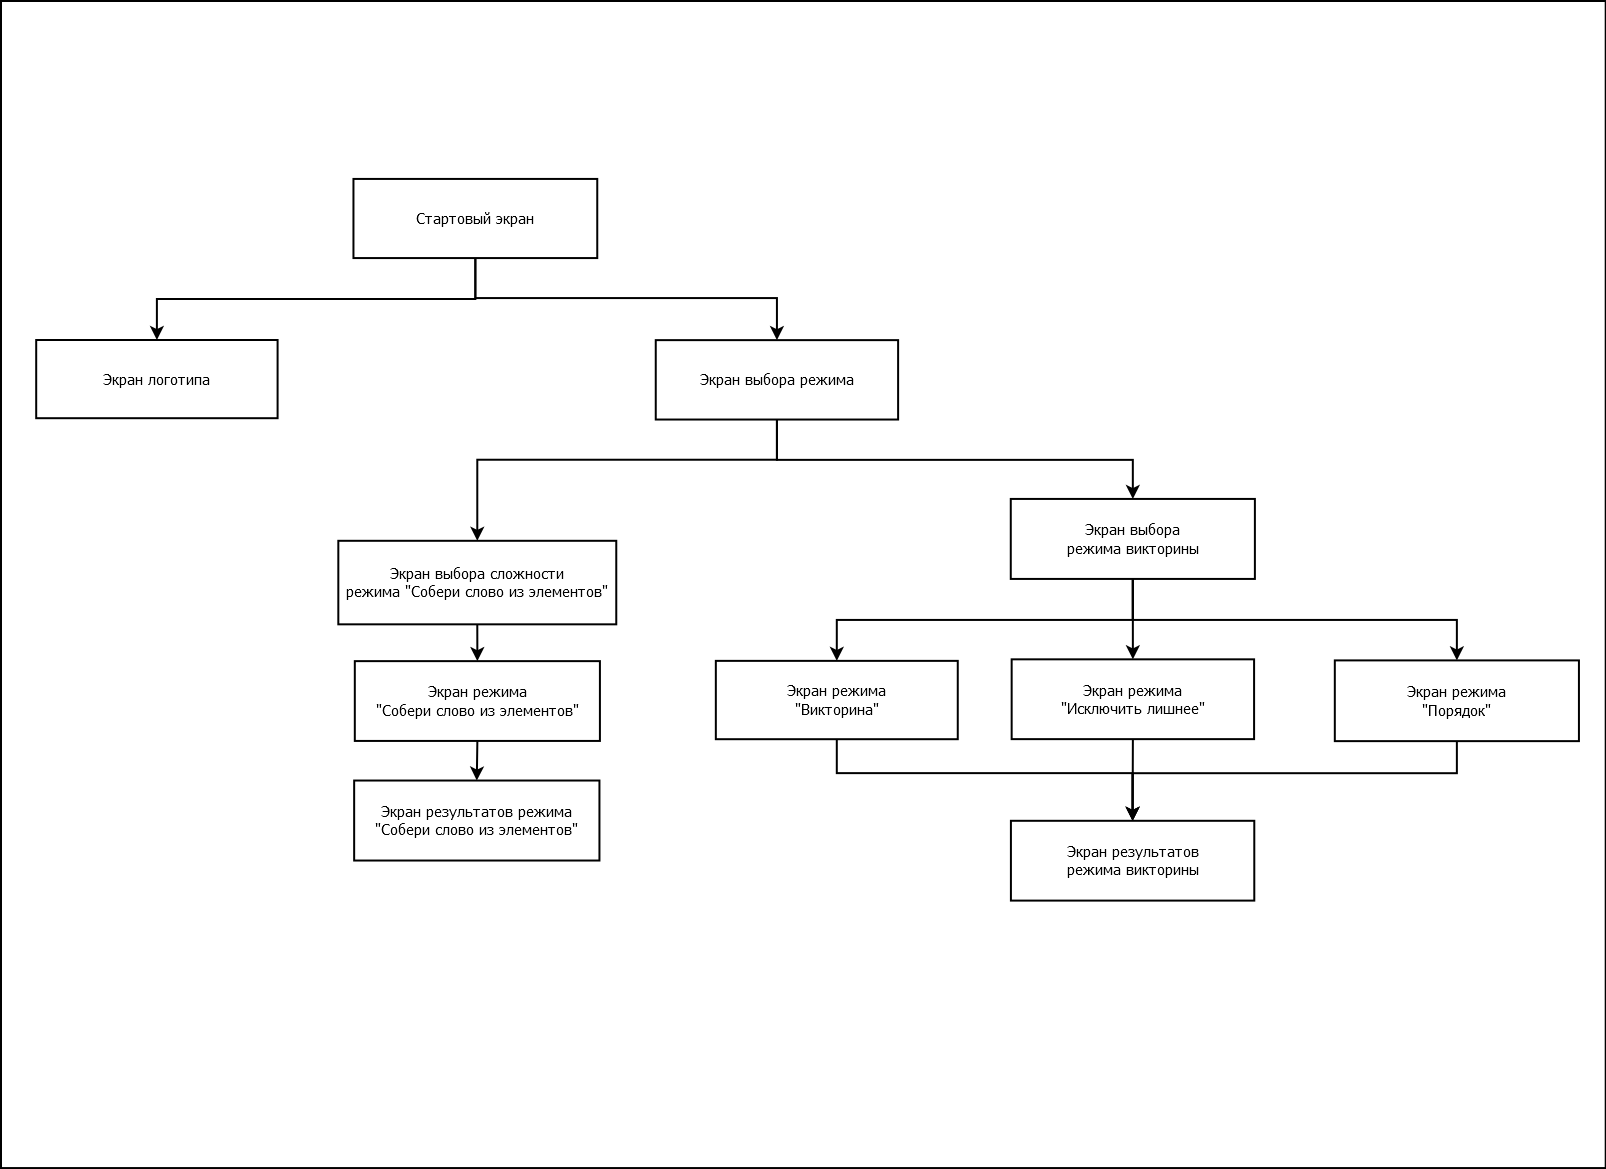 Стартовый экран
Экран логотипа
Экран выбора режима
Экран выбора
режима викторины
Экран выбора сложности
режима "Собери слово из элементов"
Экран режима
"Собери слово из элементов"
Экран режима
"Викторина"
Экран режима
"Исключить лишнее"
Экран режима
"Порядок"
Экран результатов режима
"Собери слово из элементов"
Экран результатов
режима викторины